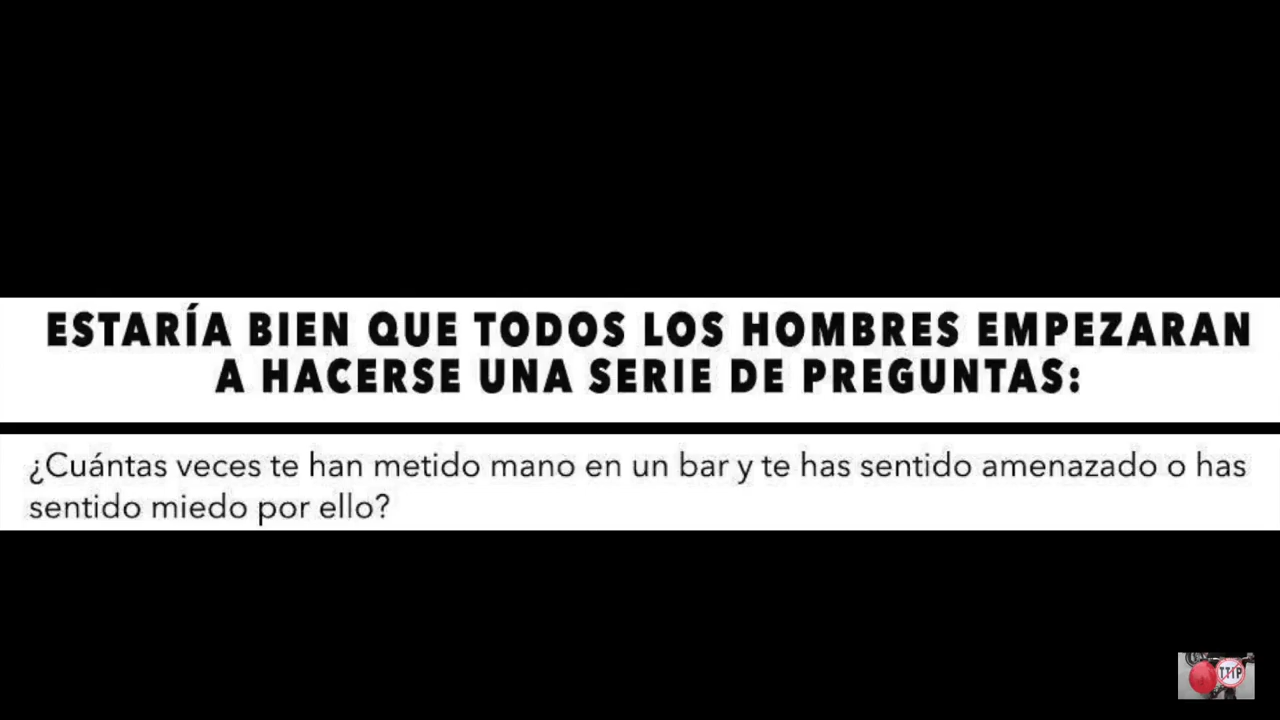 ESTARÍA BIEN QUE TODOS LOS HOMBRES EMPEZARAN
A HACERSE UNA SERIE DE PREGUNTAS:
¿Cuántas veces te han metido mano en un bar y te has sentido amenazado o has
sentido miedo por ello?
TTIP